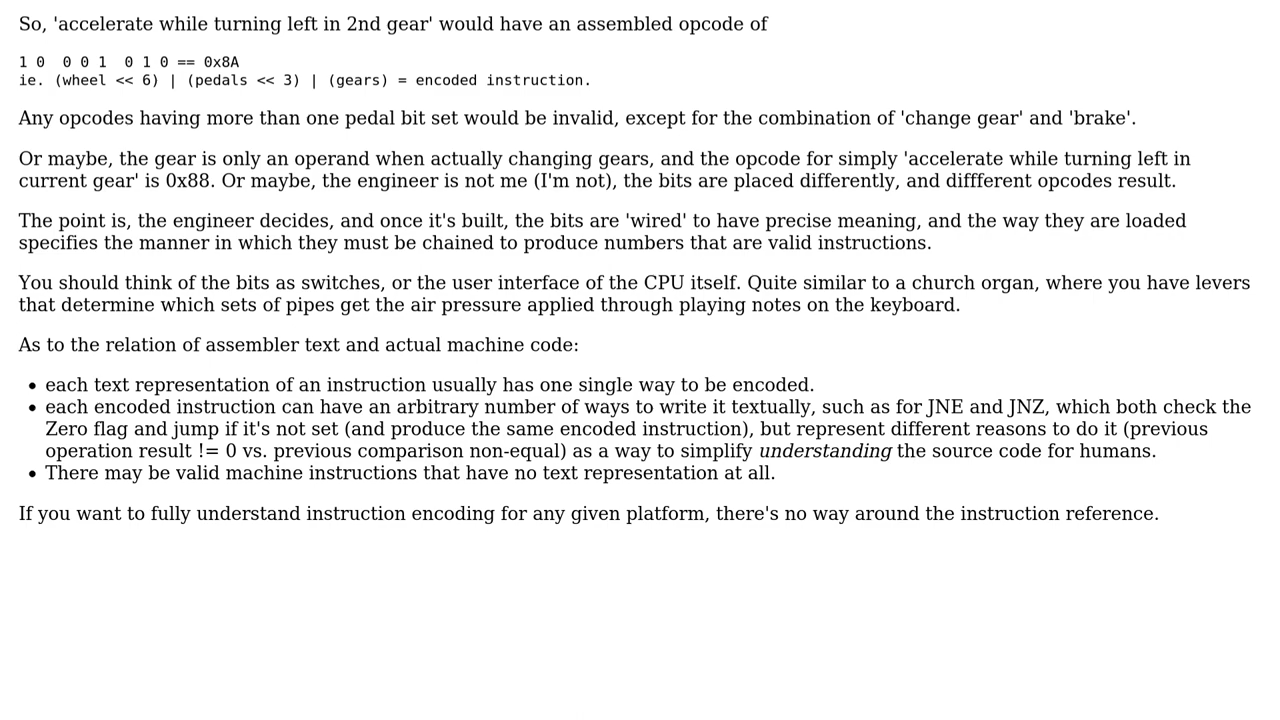 So, 'accelerate while turning left in 2nd gear' would have an assembled opcode of
1 0  0 0 1  0 1 0 == 0x8A
ie. (wheel << 6) | (pedals << 3) | (gears) = encoded instruction.
Any opcodes having more than one pedal bit set would be invalid, except for the combination of 'change gear' and 'brake'.
Or maybe, the gear is only an operand when actually changing gears, and the opcode for simply 'accelerate while turning left in
current gear' is 0x88. Or maybe, the engineer is not me (I'm not), the bits are placed differently, and diffferent opcodes result.
The point is, the engineer decides, and once it's built, the bits are 'wired' to have precise meaning, and the way they are loaded
specifies the manner in which they must be chained to produce numbers that are valid instructions.
You should think of the bits as switches, or the user interface of the CPU itself. Quite similar to a church organ, where you have levers
that determine which sets of pipes get the air pressure applied through playing notes on the keyboard.
As to the relation of assembler text and actual machine code:
• each text representation of an instruction usually has one single way to be encoded.
• each encoded instruction can have an arbitrary number of ways to write it textually, such as for JNE and JNZ, which both check the
Zero flag and jump if it's not set (and produce the same encoded instruction), but represent different reasons to do it (previous
operation result != 0 vs. previous comparison non-equal) as a way to simplify understanding the source code for humans.
• There may be valid machine instructions that have no text representation at all.
If you want to fully understand instruction encoding for any given platform, there's no way around the instruction reference.